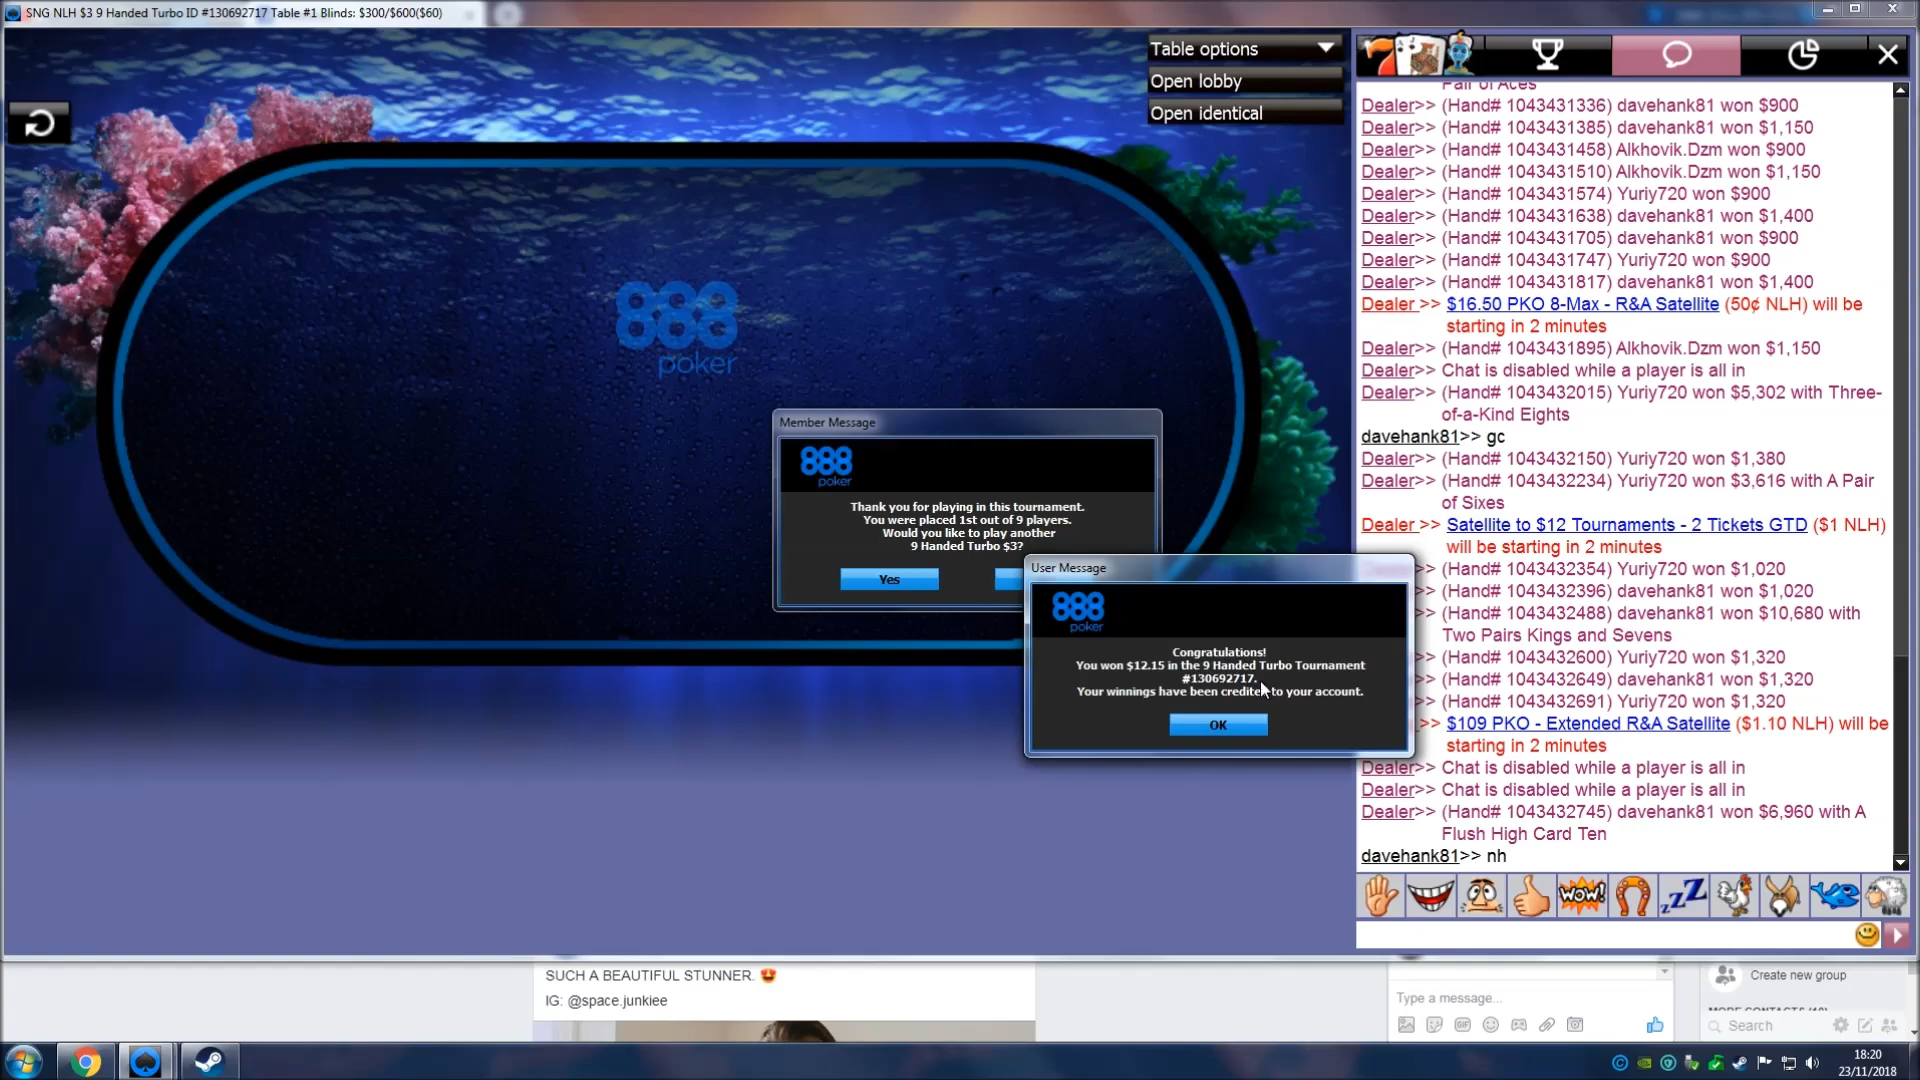 SNG NLH $3 9 Handed Turbo ID #130692717 Table #1 Blinds: $300/$600($60)
Table options
Open lobby
Open identical
888
poker
Member Message
888
poker
Thank you for playing in this tournament.
You were placed 1st out of 9 players.
Would you like to play another
9 Handed Turbo $3?
Yes
User Message
888
poker
Congratulations!
You won $12.15 in the 9 Handed Turbo Tournament
#130692717.
Your winnings have been credited to your account.
OK
Pair of Aces
Dealer>> (Hand# 1043431336) davehank81 won $900
Dealer>> (Hand# 1043431385) davehank81 won $1,150
Dealer>> (Hand# 1043431458) Alkhovik.Dzm won $900
Dealer>> (Hand# 1043431510) Alkhovik.Dzm won $1,150
Dealer>> (Hand# 1043431574) Yuriy720 won $900
Dealer>> (Hand# 1043431638) davehank81 won $1,400
Dealer>> (Hand# 1043431705) davehank81 won $900
Dealer>> (Hand# 1043431747) Yuriy720 won $900
Dealer>> (Hand# 1043431817) davehank81 won $1,400
Dealer >> $16.50 PKO 8-Max - R&A Satellite (50¢ NLH) will be
starting in 2 minutes
Dealer>> (Hand# 1043431895) Alkhovik.Dzm won $1,150
Dealer>> Chat is disabled while a player is all in
Dealer>> (Hand# 1043432015) Yuriy720 won $5,302 with Three-
of-a-Kind Eights
davehank81>> gc
Dealer>> (Hand# 1043432150) Yuriy720 won $1,380
Dealer>> (Hand# 1043432234) Yuriy720 won $3,616 with A Pair
of Sixes
Dealer >> Satellite to $12 Tournaments - 2 Tickets GTD ($1 NLH)
will be starting in 2 minutes
>> (Hand# 1043432354) Yuriy720 won $1,020
>> (Hand# 1043432396) davehank81 won $1,020
>> (Hand# 1043432488) davehank81 won $10,680 with
Two Pairs Kings and Sevens
>> (Hand# 1043432600) Yuriy720 won $1,320
>> (Hand# 1043432649) davehank81 won $1,320
>> (Hand# 1043432691) Yuriy720 won $1,320
>> $109 PKO - Extended R&A Satellite ($1.10 NLH) will be
starting in 2 minutes
Dealer>> Chat is disabled while a player is all in
Dealer>> Chat is disabled while a player is all in
Dealer>> (Hand# 1043432745) davehank81 won $6,960 with A
Flush High Card Ten
davehank81>> nh
WOW!
zZZ
SUCH A BEAUTIFUL STUNNER. 😍
IG: @space.junkiee
Type a message...
GIF
Create new group
MORE CONTACTS
Search
18:20
23/11/2018